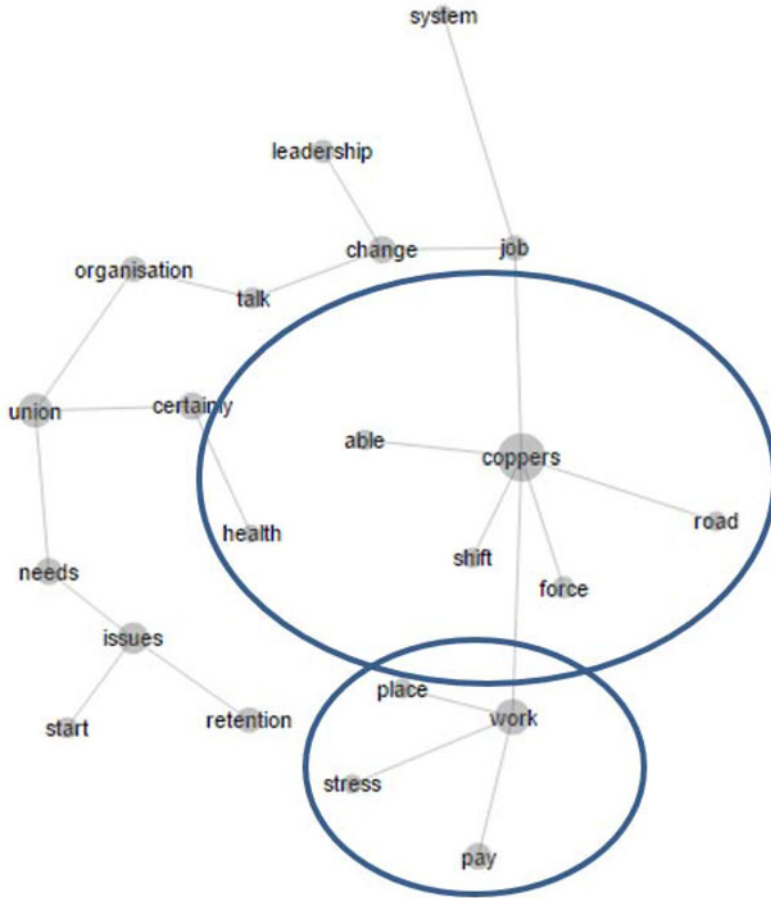 system
leadership
change
job
organisation
talk
union
certainly
able
coppers
road
health
shift
force
needs
issues
place
work
start
retention
stress
pay